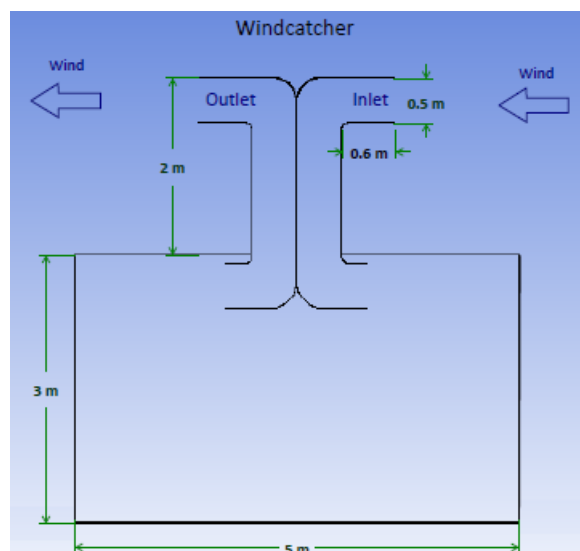 Windcatcher
Wind
Wind
Outlet
Inlet
0.5 m
0.6 m
2 m
3 m
5 m